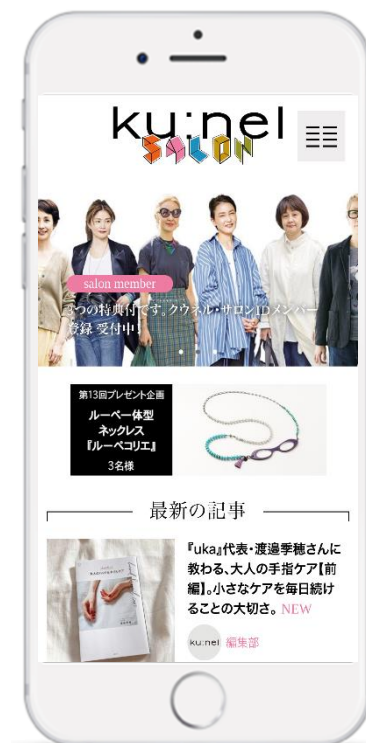 ku:nel
SALON
salon member
3つの特典付です。クウネル・サロンIDメンバー
登録 受付中!
第13回プレゼント企画
ルーペ一体型
ネックレス
『ルーペコリエ』
3名様
最新の記事
『uka』代表・渡邉季穂さんに
教わる、大人の手指ケア【前
編】。小さなケアを毎日続け
ることの大切さ。 NEW
ku:nel 編集部